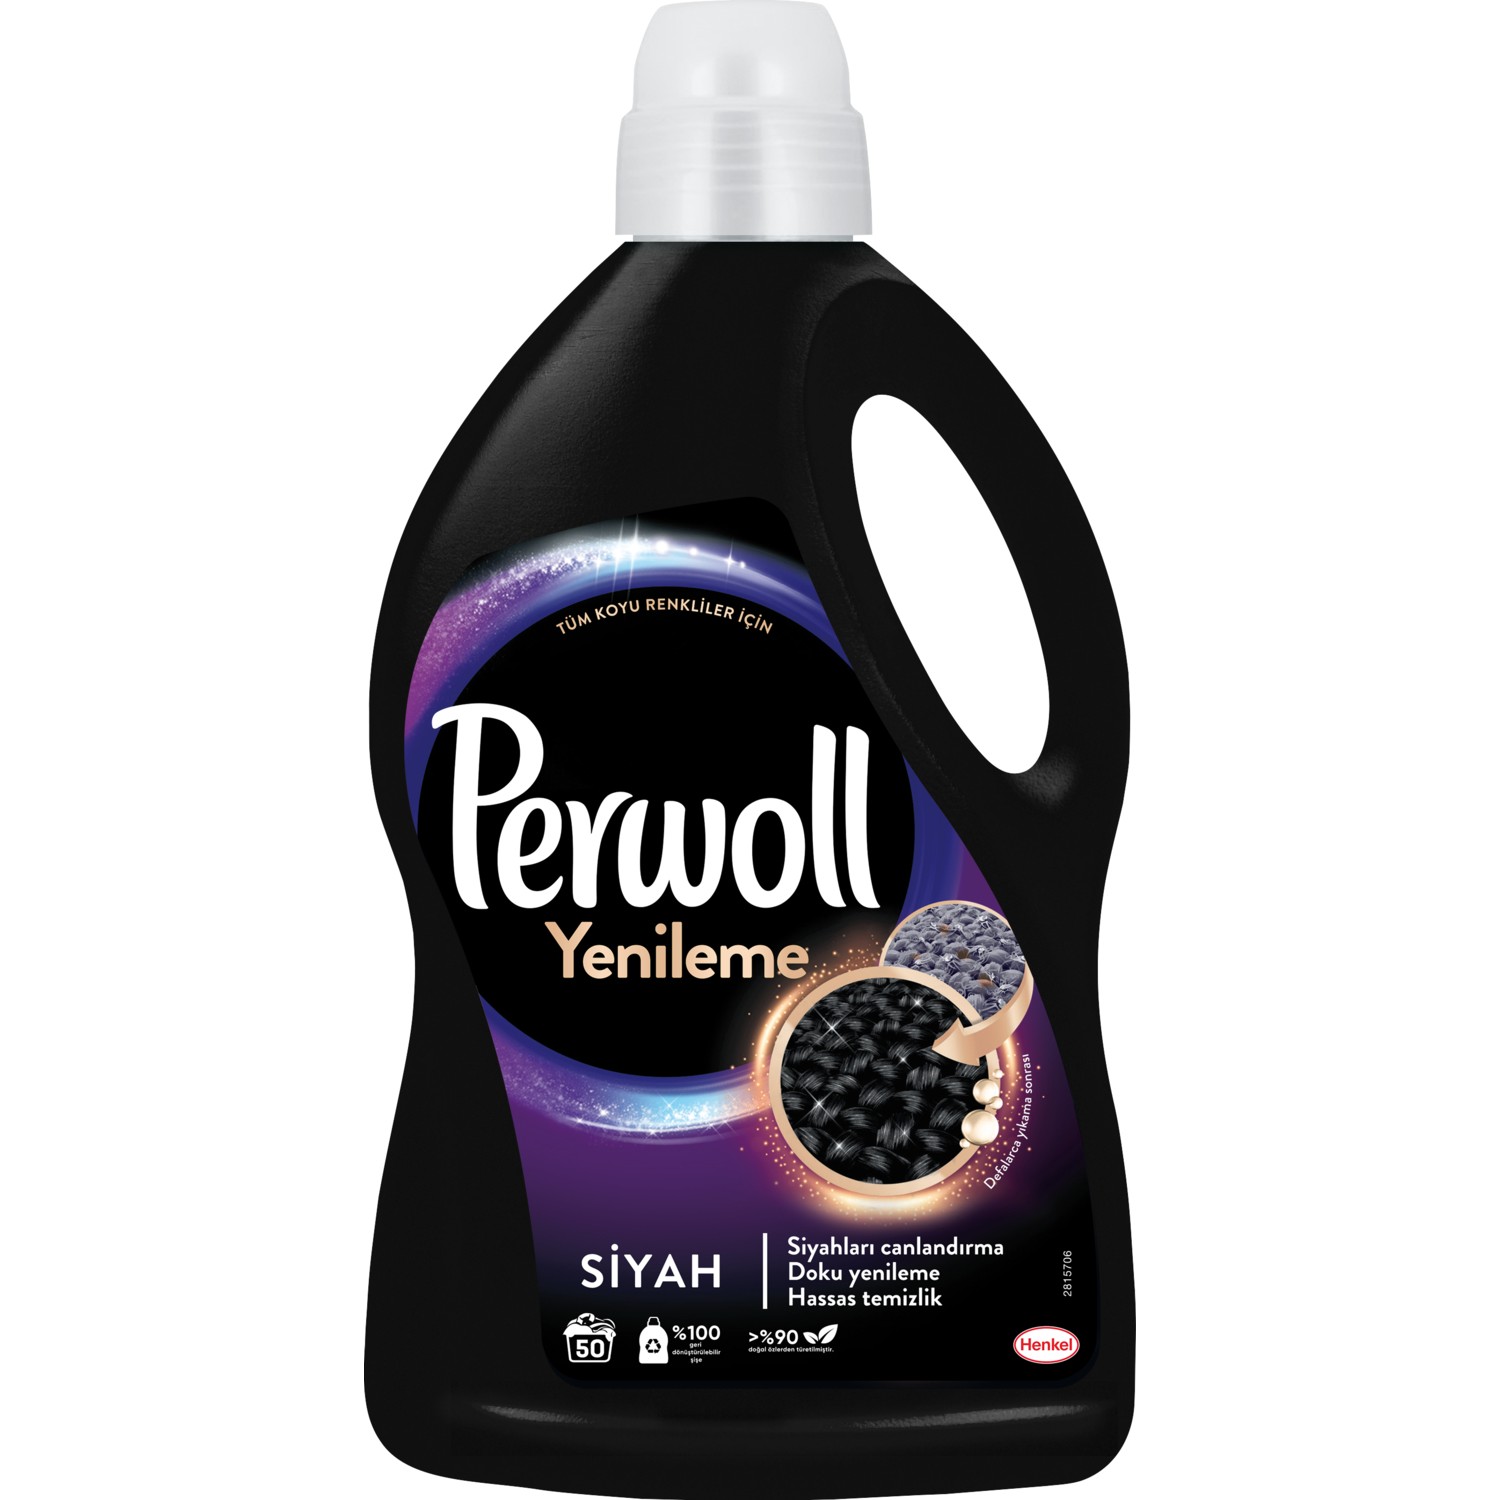 TÜM KOYU RENKLİLER İÇİN
Perwoll
Yenileme
Defalarca yıkama sonrası
SİYAH
Siyahları canlandırma
Doku yenileme
Hassas temizlik
2815706
50
%100
geri
dönüştürülebilir
şişe
>%90
doğal özlerden türetilmiştir.
Henkel